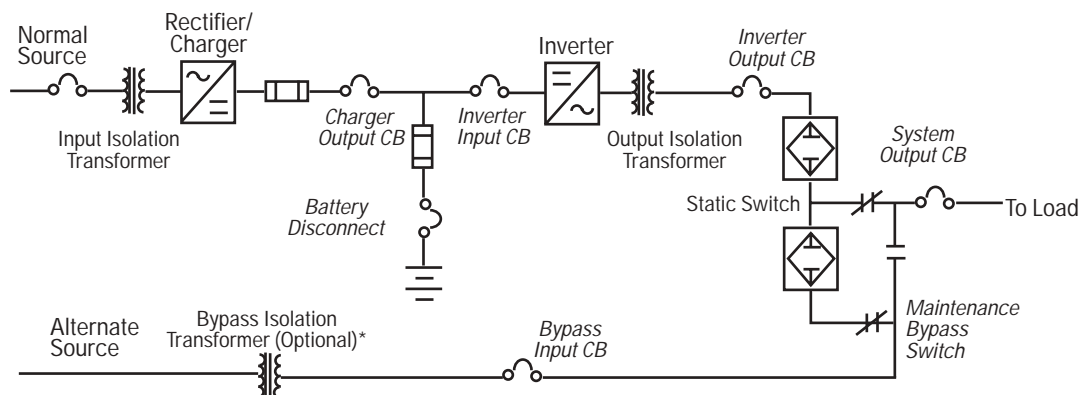 Normal
Source
Rectifier/
Charger
Input Isolation
Transformer
Charger
Output CB
Battery
Disconnect
Inverter
Input CB
Inverter
Output Isolation
Transformer
Inverter
Output CB
Static Switch
System
Output CB
To Load
Maintenance
Bypass
Switch
Alternate
Source
Bypass Isolation
Transformer (Optional)*
Bypass
Input CB